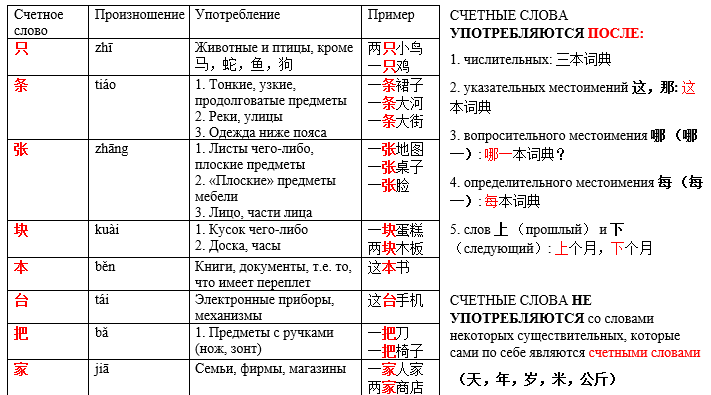 Счетное слово Произношение Употребление Пример
只 zhī Животные и птицы, кроме 马，蛇，鱼，狗 两只小鸟
一只鸡
条 tiáo 1. Тонкие, узкие, продолговатые предметы
2. Реки, улицы
3. Одежда ниже пояса
一条裙子
一条大河
一条大街
张 zhāng 1. Листы чего-либо, плоские предметы
2. «Плоские» предметы мебели
3. Лицо, части лица
一张地图
一张桌子
一张脸
块 kuài 1. Кусок чего-либо
2. Доска, часы
一块蛋糕
两块木板
本 běn Книги, документы, т.е. то, что имеет переплет 这本书
台 tái Электронные приборы, механизмы 这台手机
把 bǎ 1. Предметы с ручками (нож, зонт)
一把刀
一把椅子
家 jiā Семьи, фирмы, магазины
一家人家
两家商店
СЧЕТНЫЕ СЛОВА
УПОТРЕБЛЯЮТСЯ ПОСЛЕ:
1. числительных: 三本词典
2. указательных местоимений 这，那: 这
本词典
3. вопросительного местоимения 哪（哪
一）: 哪一本词典？
4. определительного местоимения 每（每
一）: 每本词典
5. слов 上（прошлый） и 下
（следующий）: 上个月，下个月
СЧЕТНЫЕ СЛОВА НЕ
УПОТРЕБЛЯЮТСЯ со словами
некоторых существительных, которые
сами по себе являются счетными словами
（天，年，岁，米，公斤）